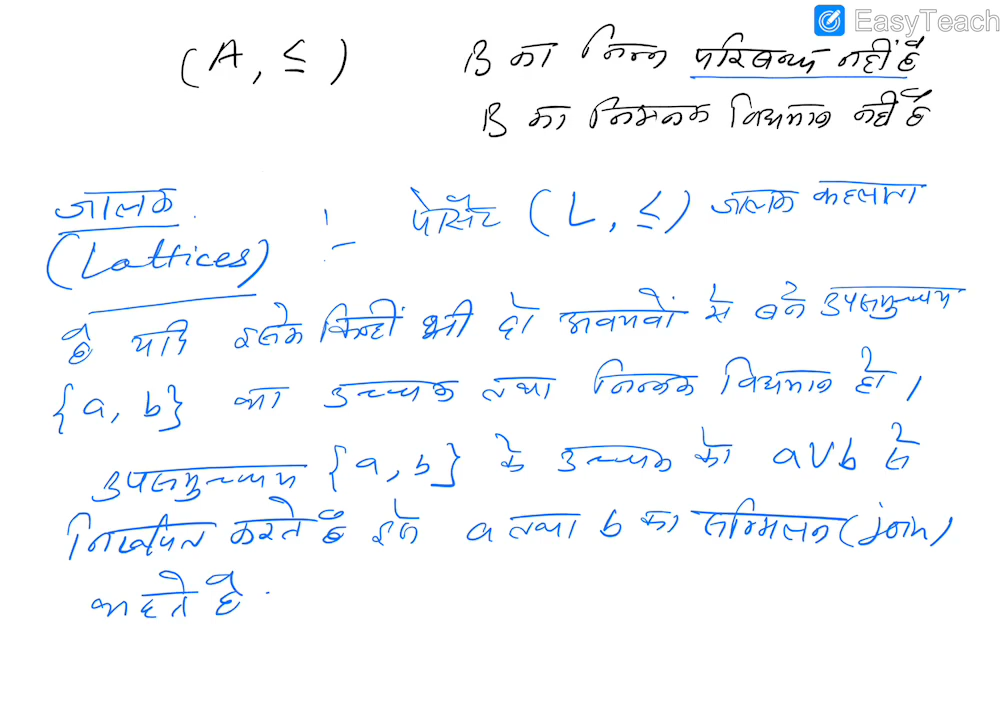 EasyTeach
(A, ≤) B का निम्न परिबन्ध नहीं है
B का निम्नक विद्यमान नहीं है
जालक :- पोसेट (L, ≤) जालक कहलाता
(Lattices)
है यदि इसके किन्हीं भी दो अवयवों से बने उपसमुच्चय
{a, b} का उच्चक तथा निम्नक विद्यमान हो।
उपसमुच्चय {a, b} के उच्चक को a∨b से
निरूपित करते है इसे a तथा b का सम्मिलन (join)
कहते है.